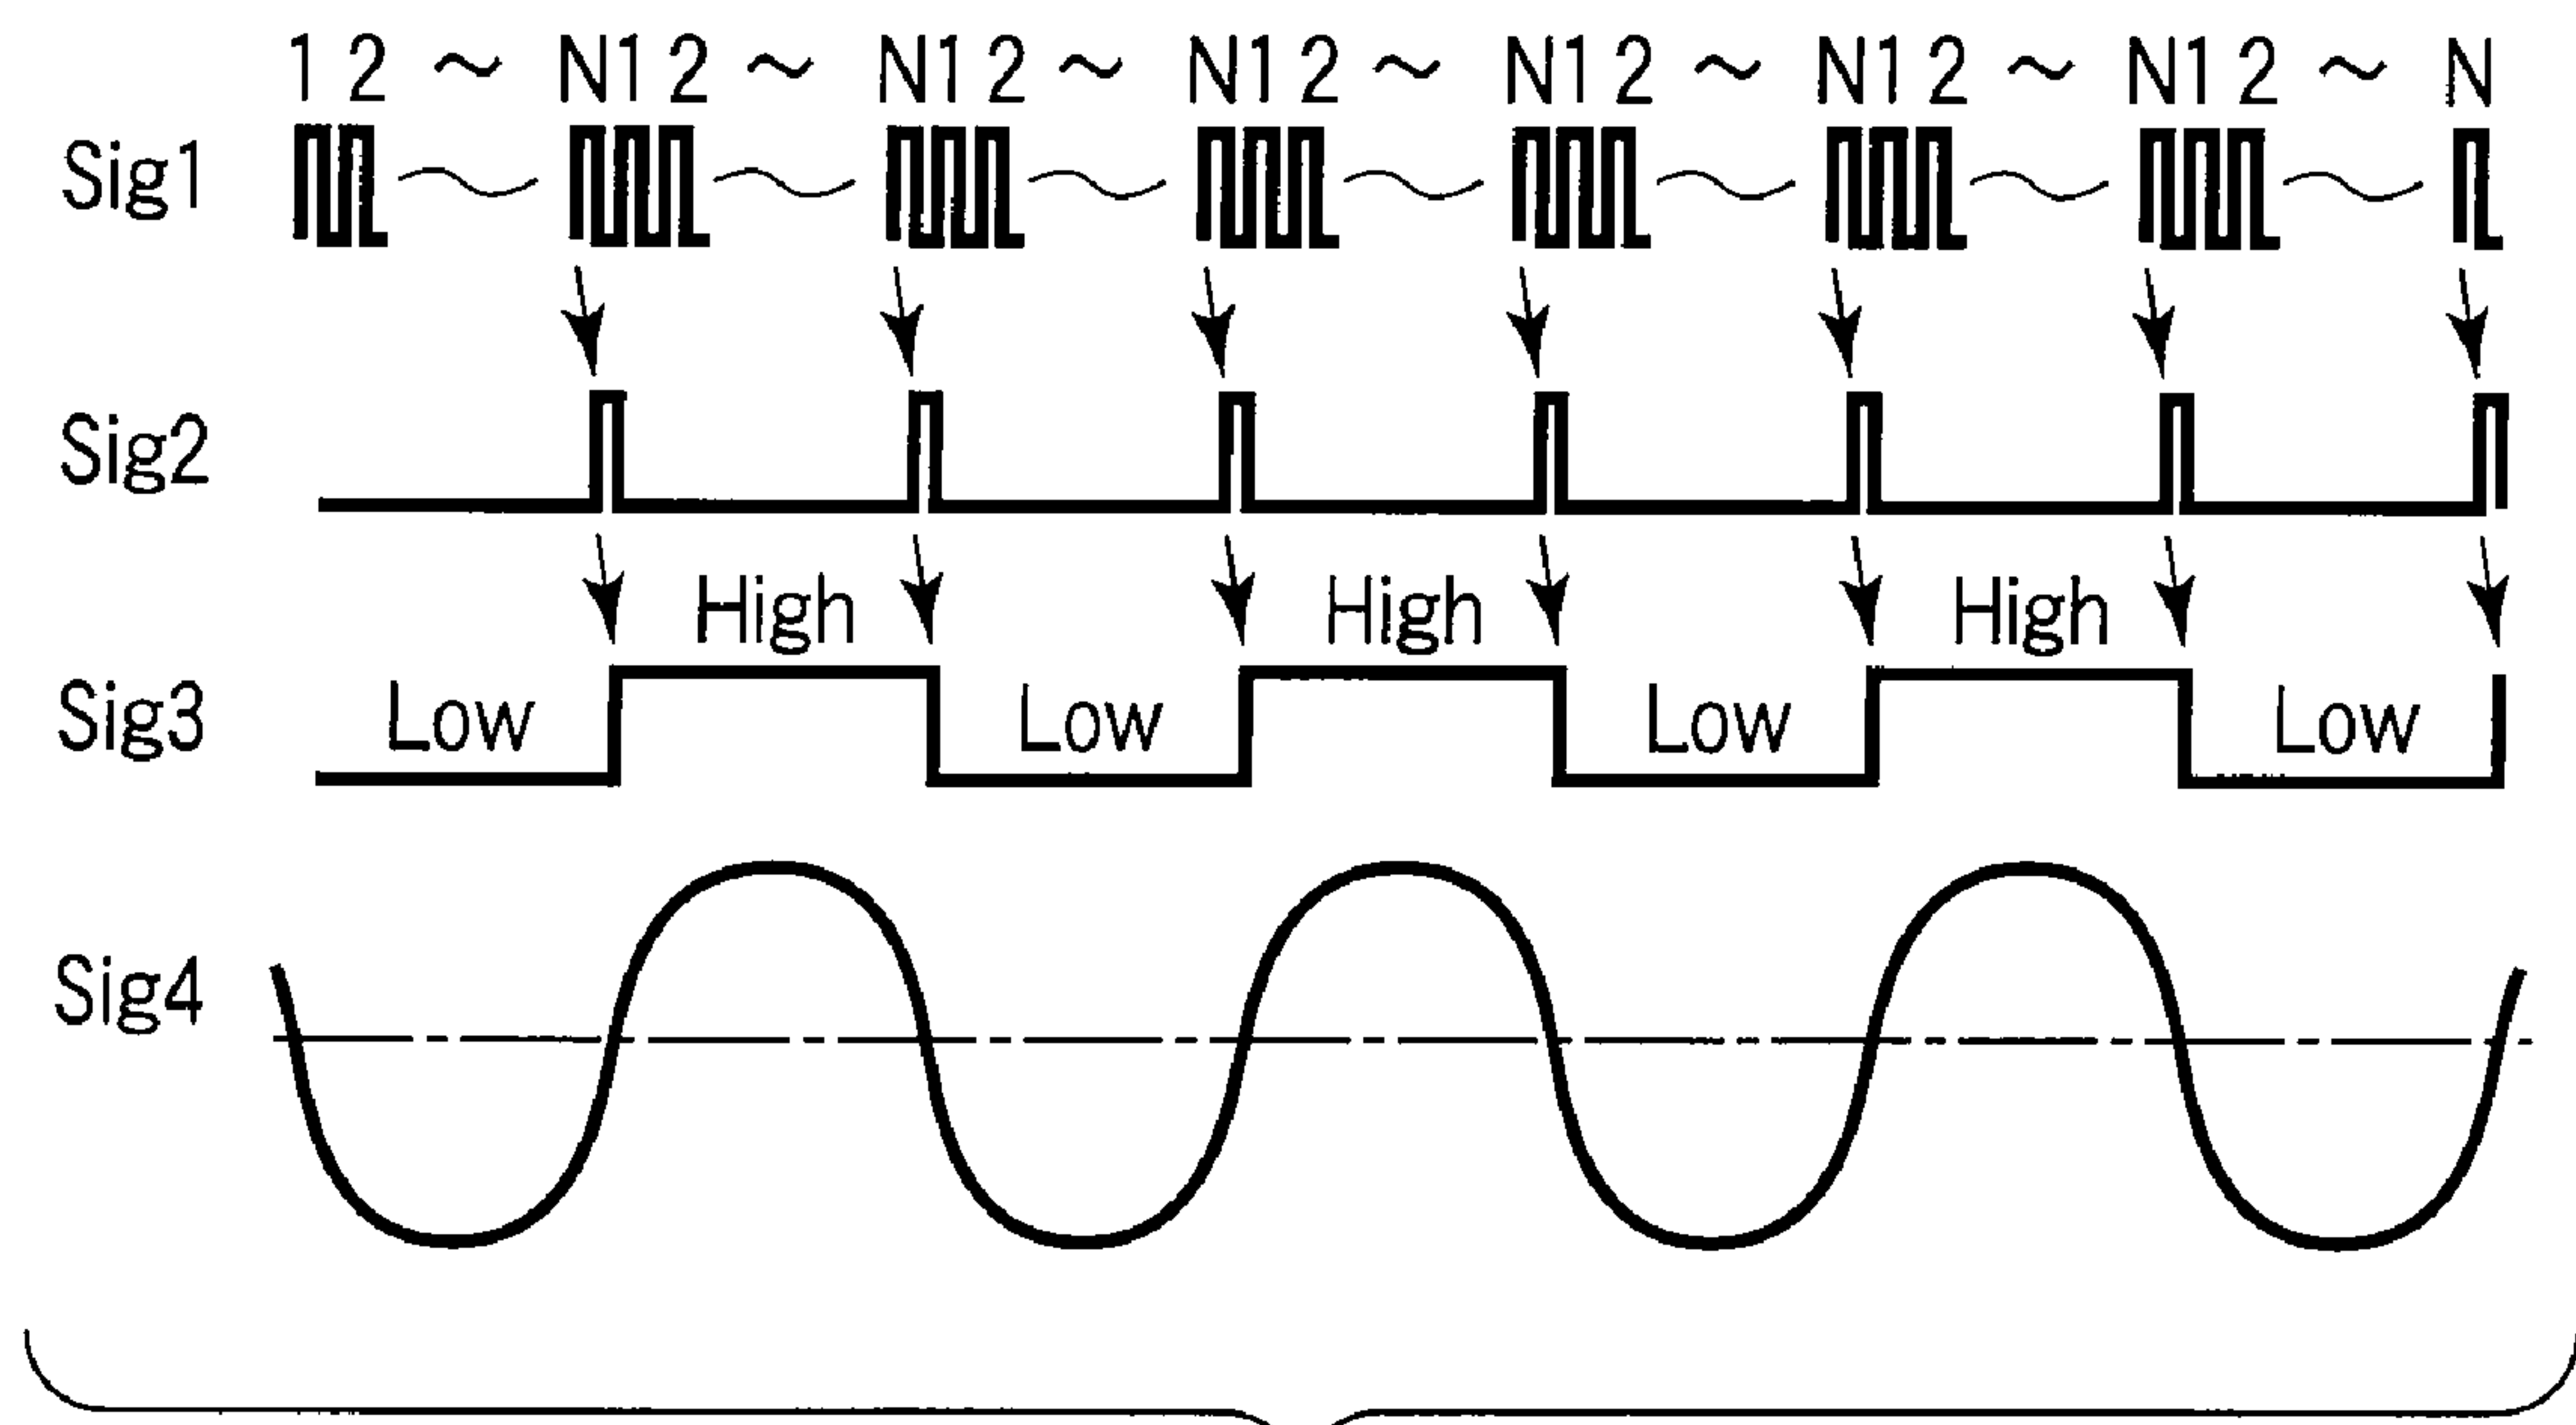 1 2 ~ N 1 2 ~ N 1 2 ~ N 1 2 ~ N 1 2 ~ N 1 2 ~ N 1 2 ~ N
Sig1
Sig2
High High High
Sig3 Low Low Low Low
Sig4